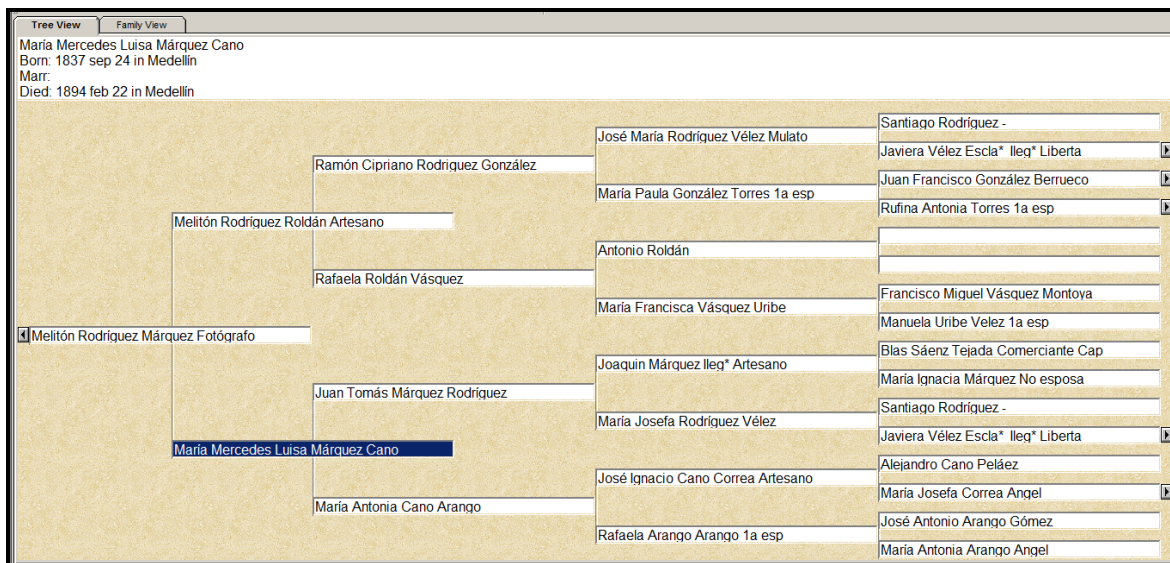 Tree View Family View
María Mercedes Luisa Márquez Cano
Born: 1837 sep 24 in Medellín
Marr:
Died: 1894 feb 22 in Medellín
Santiago Rodríguez -
José María Rodríguez Vélez Mulato
Javiera Vélez Escla* Ileg* Liberta
Ramón Cipriano Rodriguez González
Juan Francisco González Berrueco
María Paula González Torres 1a esp
Rufina Antonia Torres 1a esp
Melitón Rodríguez Roldán Artesano
Antonio Roldán
Rafaela Roldán Vásquez
Francisco Miguel Vásquez Montoya
María Francisca Vásquez Uribe
Manuela Uribe Velez 1a esp
Melitón Rodríguez Márquez Fotógrafo
Blas Sáenz Tejada Comerciante Cap
Joaquin Márquez Ileg* Artesano
María Ignacia Márquez No esposa
Juan Tomás Márquez Rodríguez
Santiago Rodríguez -
María Josefa Rodríguez Vélez
Javiera Vélez Escla* Ileg* Liberta
María Mercedes Luisa Márquez Cano
Alejandro Cano Peláez
José Ignacio Cano Correa Artesano
María Josefa Correa Angel
María Antonia Cano Arango
José Antonio Arango Gómez
Rafaela Arango Arango 1a esp
María Antonia Arango Angel